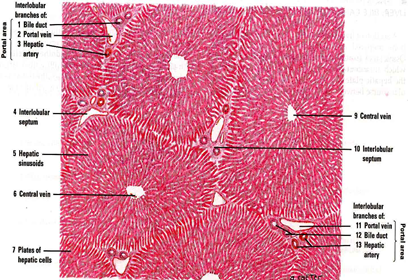 Interlobular
branches of:
1 Bile duct
2 Portal vein
3 Hepatic
artery
Portal area
4 Interlobular
septum
5 Hepatic
sinusoids
6 Central vein
7 Plates of
hepatic cells
9 Central vein
10 Interlobular
septum
Interlobular
branches of:
11 Portal vein
12 Bile duct
13 Hepatic
artery
Portal area